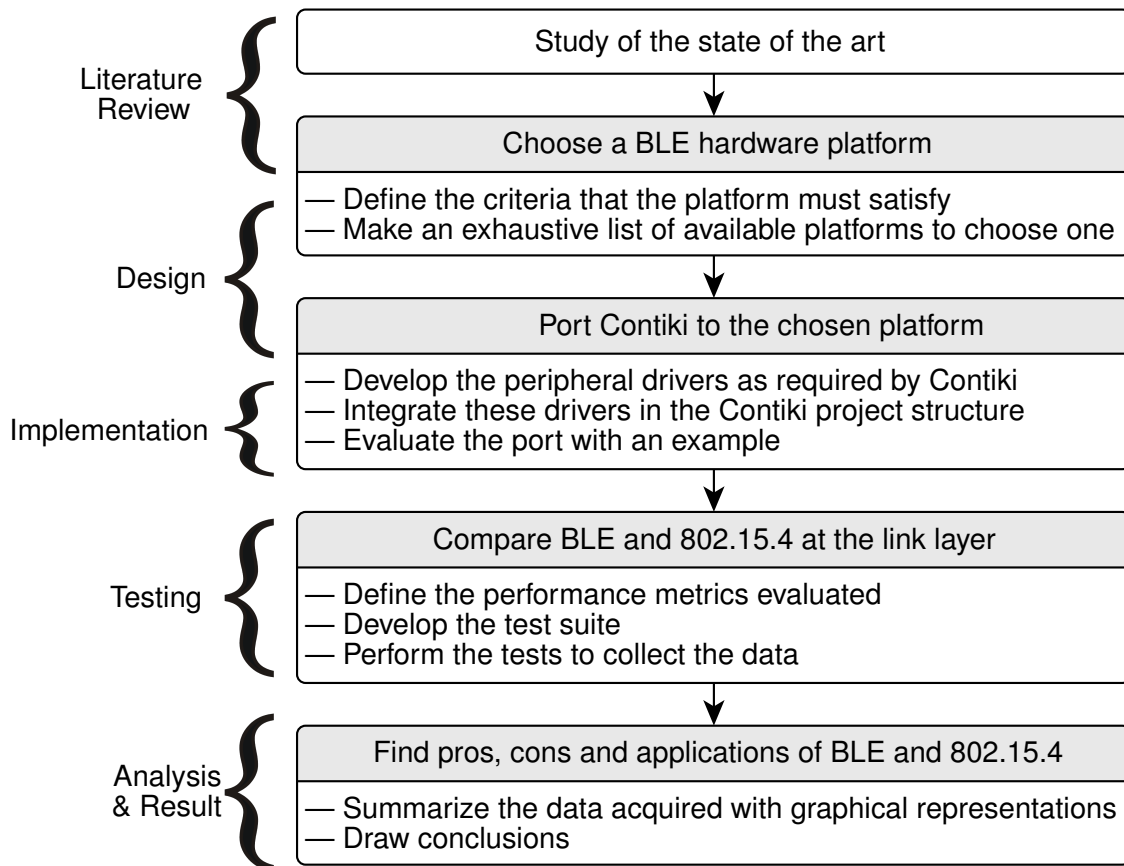 Literature
Review
Study of the state of the art
Choose a BLE hardware platform
Design
— Define the criteria that the platform must satisfy
— Make an exhaustive list of available platforms to choose one
Port Contiki to the chosen platform
Implementation
— Develop the peripheral drivers as required by Contiki
— Integrate these drivers in the Contiki project structure
— Evaluate the port with an example
Testing
Compare BLE and 802.15.4 at the link layer
— Define the performance metrics evaluated
— Develop the test suite
— Perform the tests to collect the data
Analysis
& Result
Find pros, cons and applications of BLE and 802.15.4
— Summarize the data acquired with graphical representations
— Draw conclusions